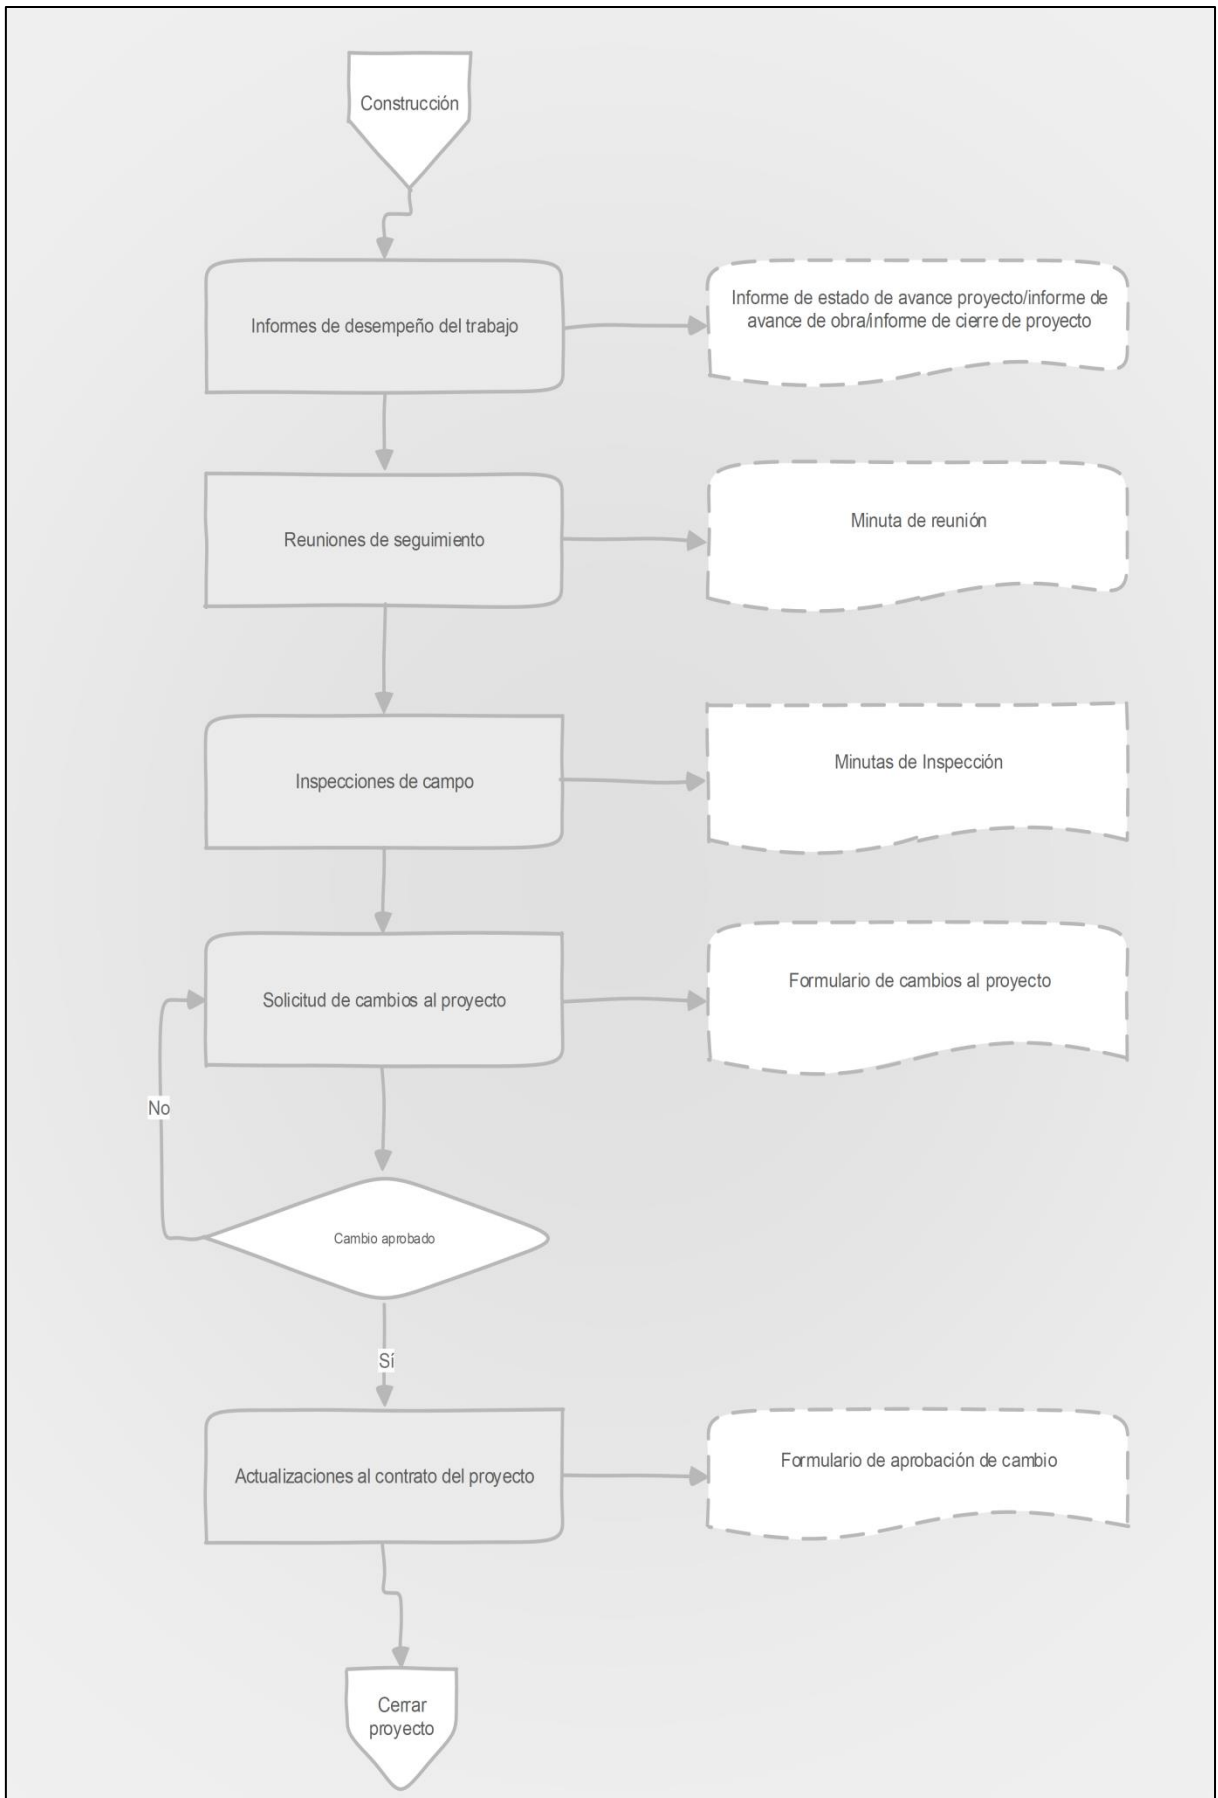 Construcción
Informes de desempeño del trabajo
Informe de estado de avance proyecto/informe de
avance de obra/informe de cierre de proyecto
Reuniones de seguimiento
Minuta de reunión
Inspecciones de campo
Minutas de Inspección
Solicitud de cambios al proyecto
Formulario de cambios al proyecto
No
Cambio aprobado
Sí
Actualizaciones al contrato del proyecto
Formulario de aprobación de cambio
Cerrar
proyecto